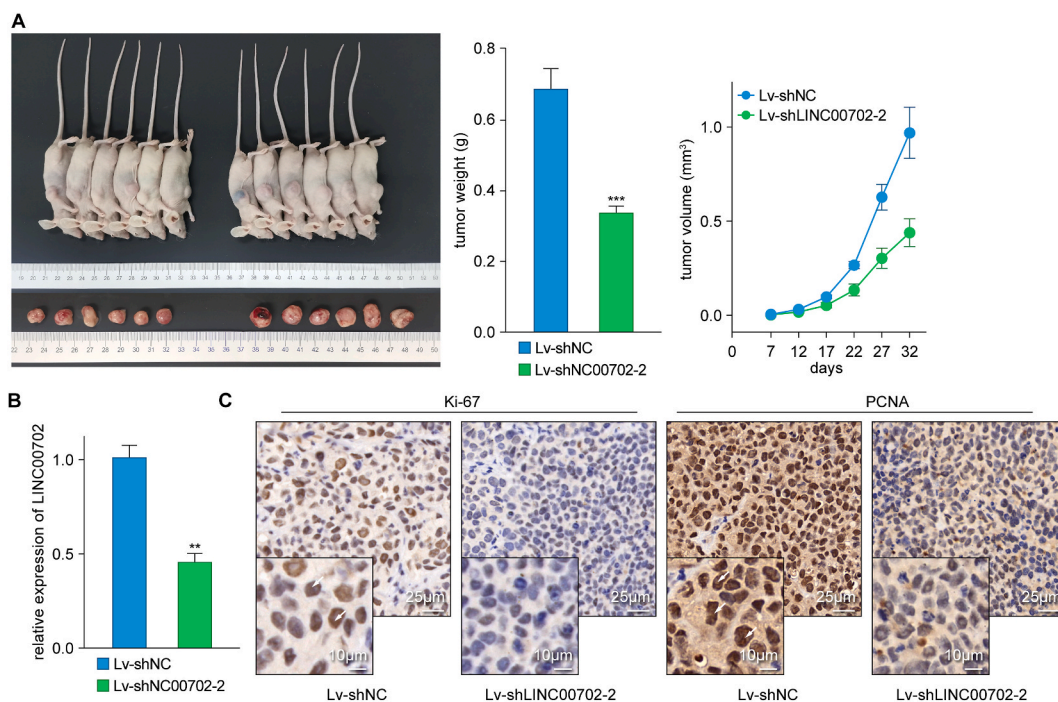 A
tumor weight (g)
0.8
0.6
0.4
0.2
0.0
***
Lv-shNC
Lv-shNC00702-2
Lv-shNC
Lv-shLINC00702-2
tumor volume (mm³)
1.0
0.5
0.0
0 7 12 17 22 27 32
days
B
relative expression of LINC00702
1.0
0.5
0.0
**
Lv-shNC
Lv-shNC00702-2
C
Ki-67
PCNA
25µm
25µm
25µm
25µm
10µm
10µm
10µm
10µm
Lv-shNC
Lv-shLINC00702-2
Lv-shNC
Lv-shLINC00702-2